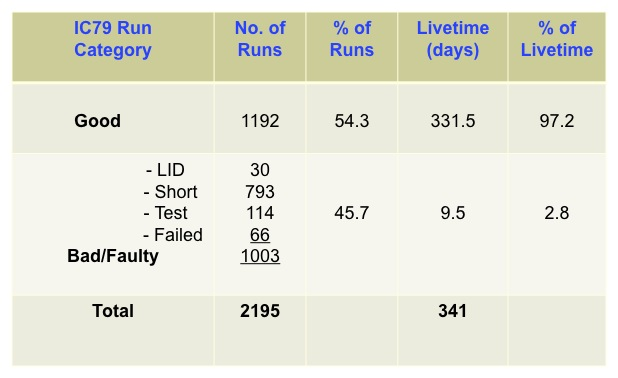 IC79 Run Category No. of Runs % of Runs Livetime (days) % of Livetime
Good 1192 54.3 331.5 97.2
- LID 30
- Short 793
- Test 114 45.7 9.5 2.8
- Failed 66
Bad/Faulty 1003
Total 2195 341